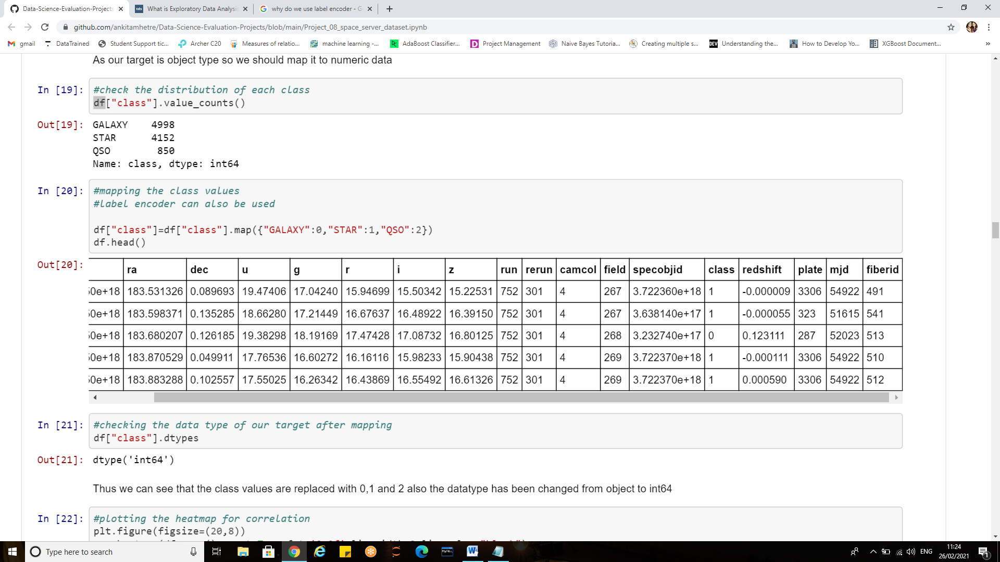 Data-Science-Evaluation-Projects
What is Exploratory Data Analysis
why do we use label encoder - G
github.com/ankitamhetre/Data-Science-Evaluation-Projects/blob/main/Project_08_space_server_dataset.ipynb
gmail DataTrained Student Support tic... Archer C20 Measures of relatio... machine learning -... AdaBoost Classifier... Project Management Naive Bayes Tutoria... Creating multiple s... DEV Understanding the... How to Develop Yo... XGBoost Document... »
As our target is object type so we should map it to numeric data
In [19]: #check the distribution of each class
df["class"].value_counts()
Out[19]: GALAXY 4998
STAR 4152
QSO 850
Name: class, dtype: int64
In [20]: #mapping the class values
#label encoder can also be used
df["class"]=df["class"].map({"GALAXY":0,"STAR":1,"QSO":2})
df.head()
Out[20]:
ra dec u g r i z run rerun camcol field specobjid class redshift plate mjd fiberid
50e+18 183.531326 0.089693 19.47406 17.04240 15.94699 15.50342 15.22531 752 301 4 267 3.722360e+18 1 -0.000009 3306 54922 491
50e+18 183.598371 0.135285 18.66280 17.21449 16.67637 16.48922 16.39150 752 301 4 267 3.638140e+17 1 -0.000055 323 51615 541
50e+18 183.680207 0.126185 19.38298 18.19169 17.47428 17.08732 16.80125 752 301 4 268 3.232740e+17 0 0.123111 287 52023 513
50e+18 183.870529 0.049911 17.76536 16.60272 16.16116 15.98233 15.90438 752 301 4 269 3.722370e+18 1 -0.000111 3306 54922 510
50e+18 183.883288 0.102557 17.55025 16.26342 16.43869 16.55492 16.61326 752 301 4 269 3.722370e+18 1 0.000590 3306 54922 512
In [21]: #checking the data type of our target after mapping
df["class"].dtypes
Out[21]: dtype('int64')
Thus we can see that the class values are replaced with 0,1 and 2 also the datatype has been changed from object to int64
In [22]: #plotting the heatmap for correlation
plt.figure(figsize=(20,8))
Type here to search
ENG
11:24
26/02/2021
1